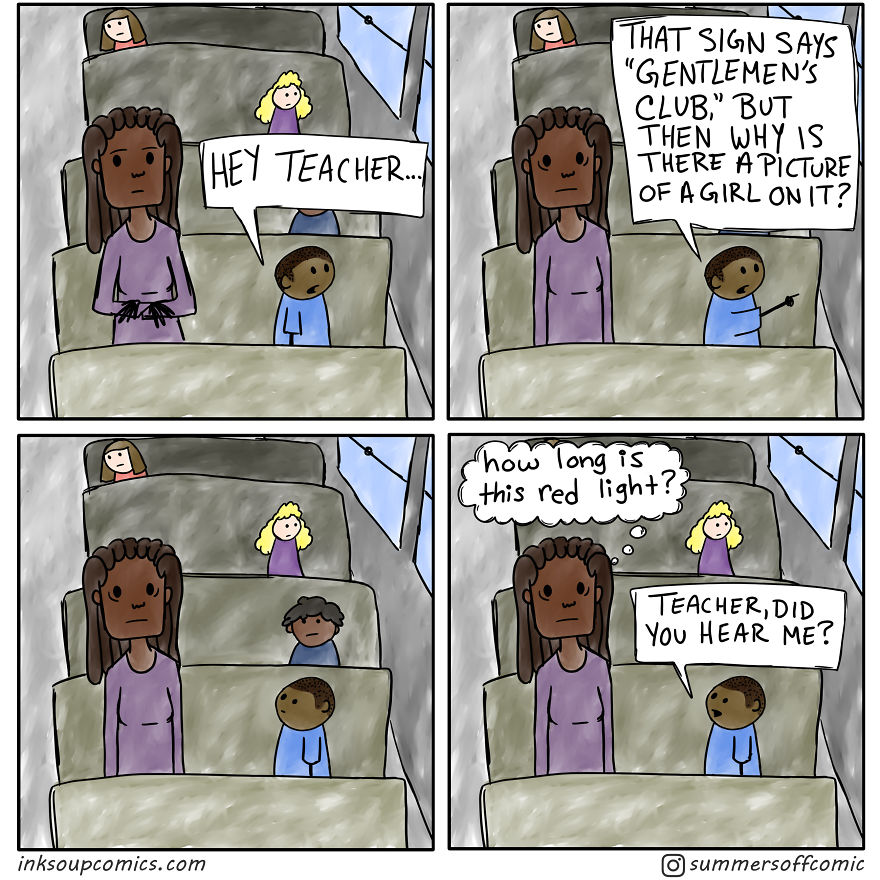 HEY TEACHER...
THAT SIGN SAYS
"GENTLEMEN'S
CLUB," BUT
THEN WHY IS
THERE A PICTURE
OF A GIRL ON IT?
how long is
this red light?
TEACHER, DID
YOU HEAR ME?
inksoupcomics.com
summersoffcomic